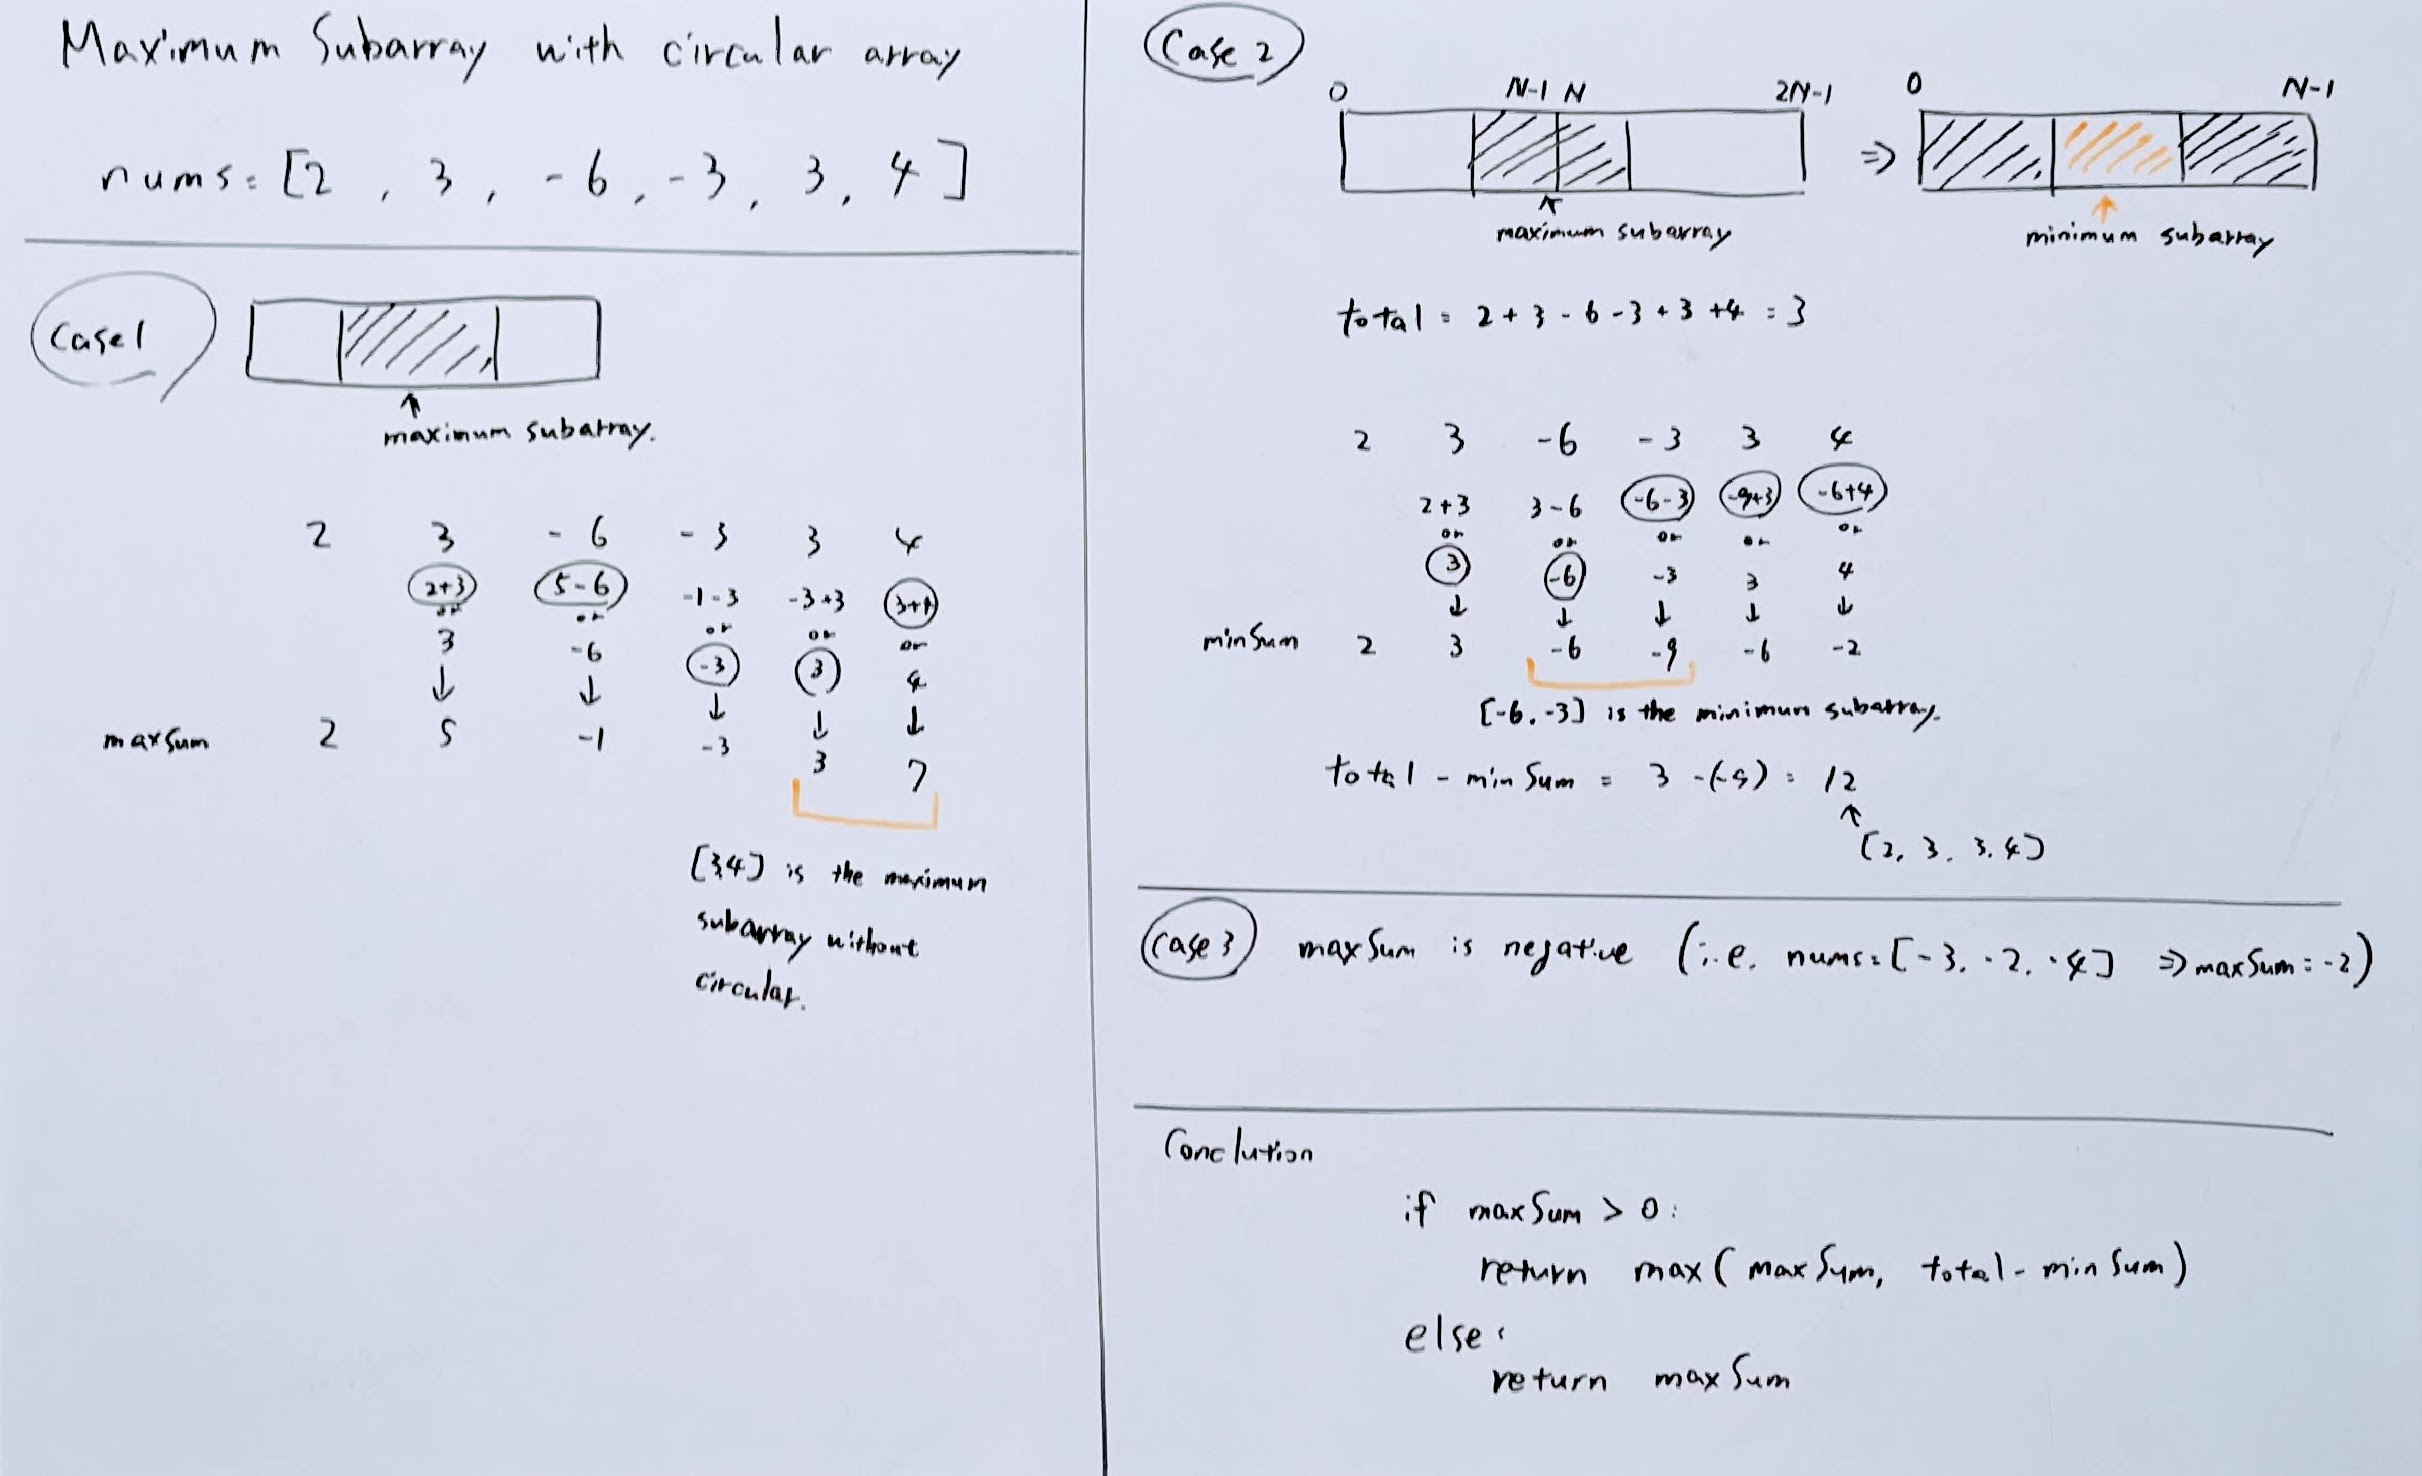 Maximum Subarray with circular array
nums = [2 , 3 , -6 , -3 , 3 , 4 ]
Case 1
↑
maximum subarray.
2 3 -6 -3 3 4
2+3 5-6 -1-3 -3+3 3+4
or or or or or
3 -6 -3 3 4
↓ ↓ ↓ ↓ ↓
maxSum 2 5 -1 -3 3 7
[3,4] is the maximum
subarray without
circular.
Case 2
0 N-1 N 2N-1 ⇒ 0 N-1
maximum subarray minimum subarray
total = 2+3-6-3+3+4 = 3
2 3 -6 -3 3 4
2+3 3-6 -6-3 -9+3 -6+4
or or or or or
3 -6 -3 3 4
↓ ↓ ↓ ↓ ↓
minSum 2 3 -6 -9 -6 -2
[-6, -3] is the minimum subarray.
total - minSum = 3 -(-9) = 12
↑
[2, 3, 3, 4]
Case 3 maxSum is negative (i.e. nums = [-3, -2, -4] ⇒ maxSum = -2)
Conclution
if maxSum > 0:
return max(maxSum, total - minSum)
else:
return maxSum